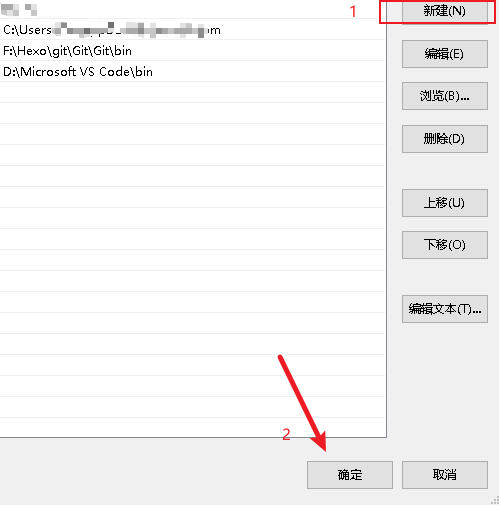 1 新建(N)
C:\Users
F:\Hexo\git\Git\Git\bin
编辑(E)
D:\Microsoft VS Code\bin
浏览(B)...
删除(D)
上移(U)
下移(O)
编辑文本(T)...
2
确定
取消